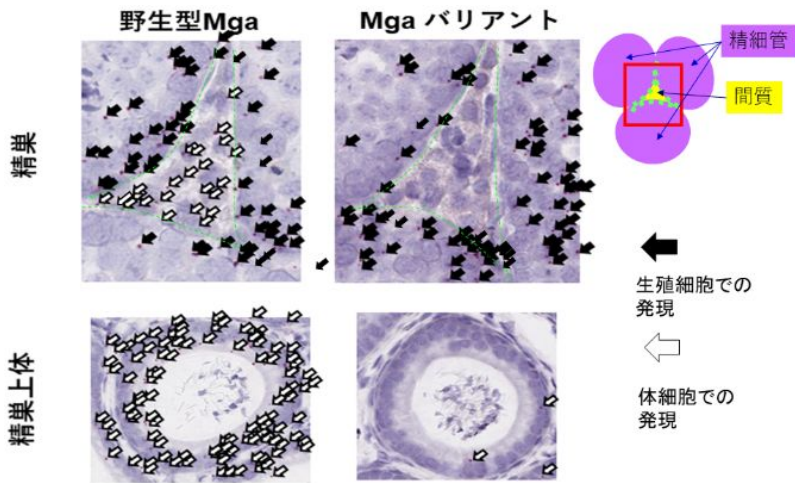 野生型Mga
Mga バリアント
精細管
間質
精巣
生殖細胞での
発現
精巣上体
体細胞での
発現